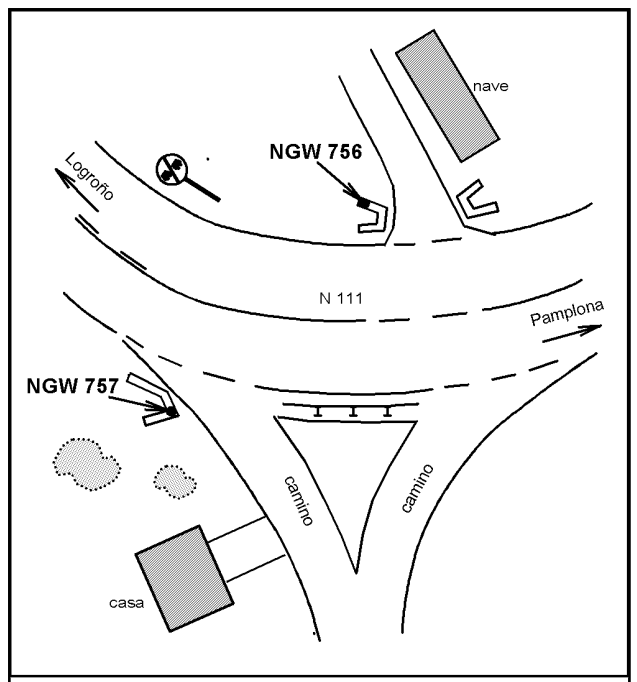 nave
NGW 756
Logroño
N 111
Pamplona
NGW 757
camino
camino
casa